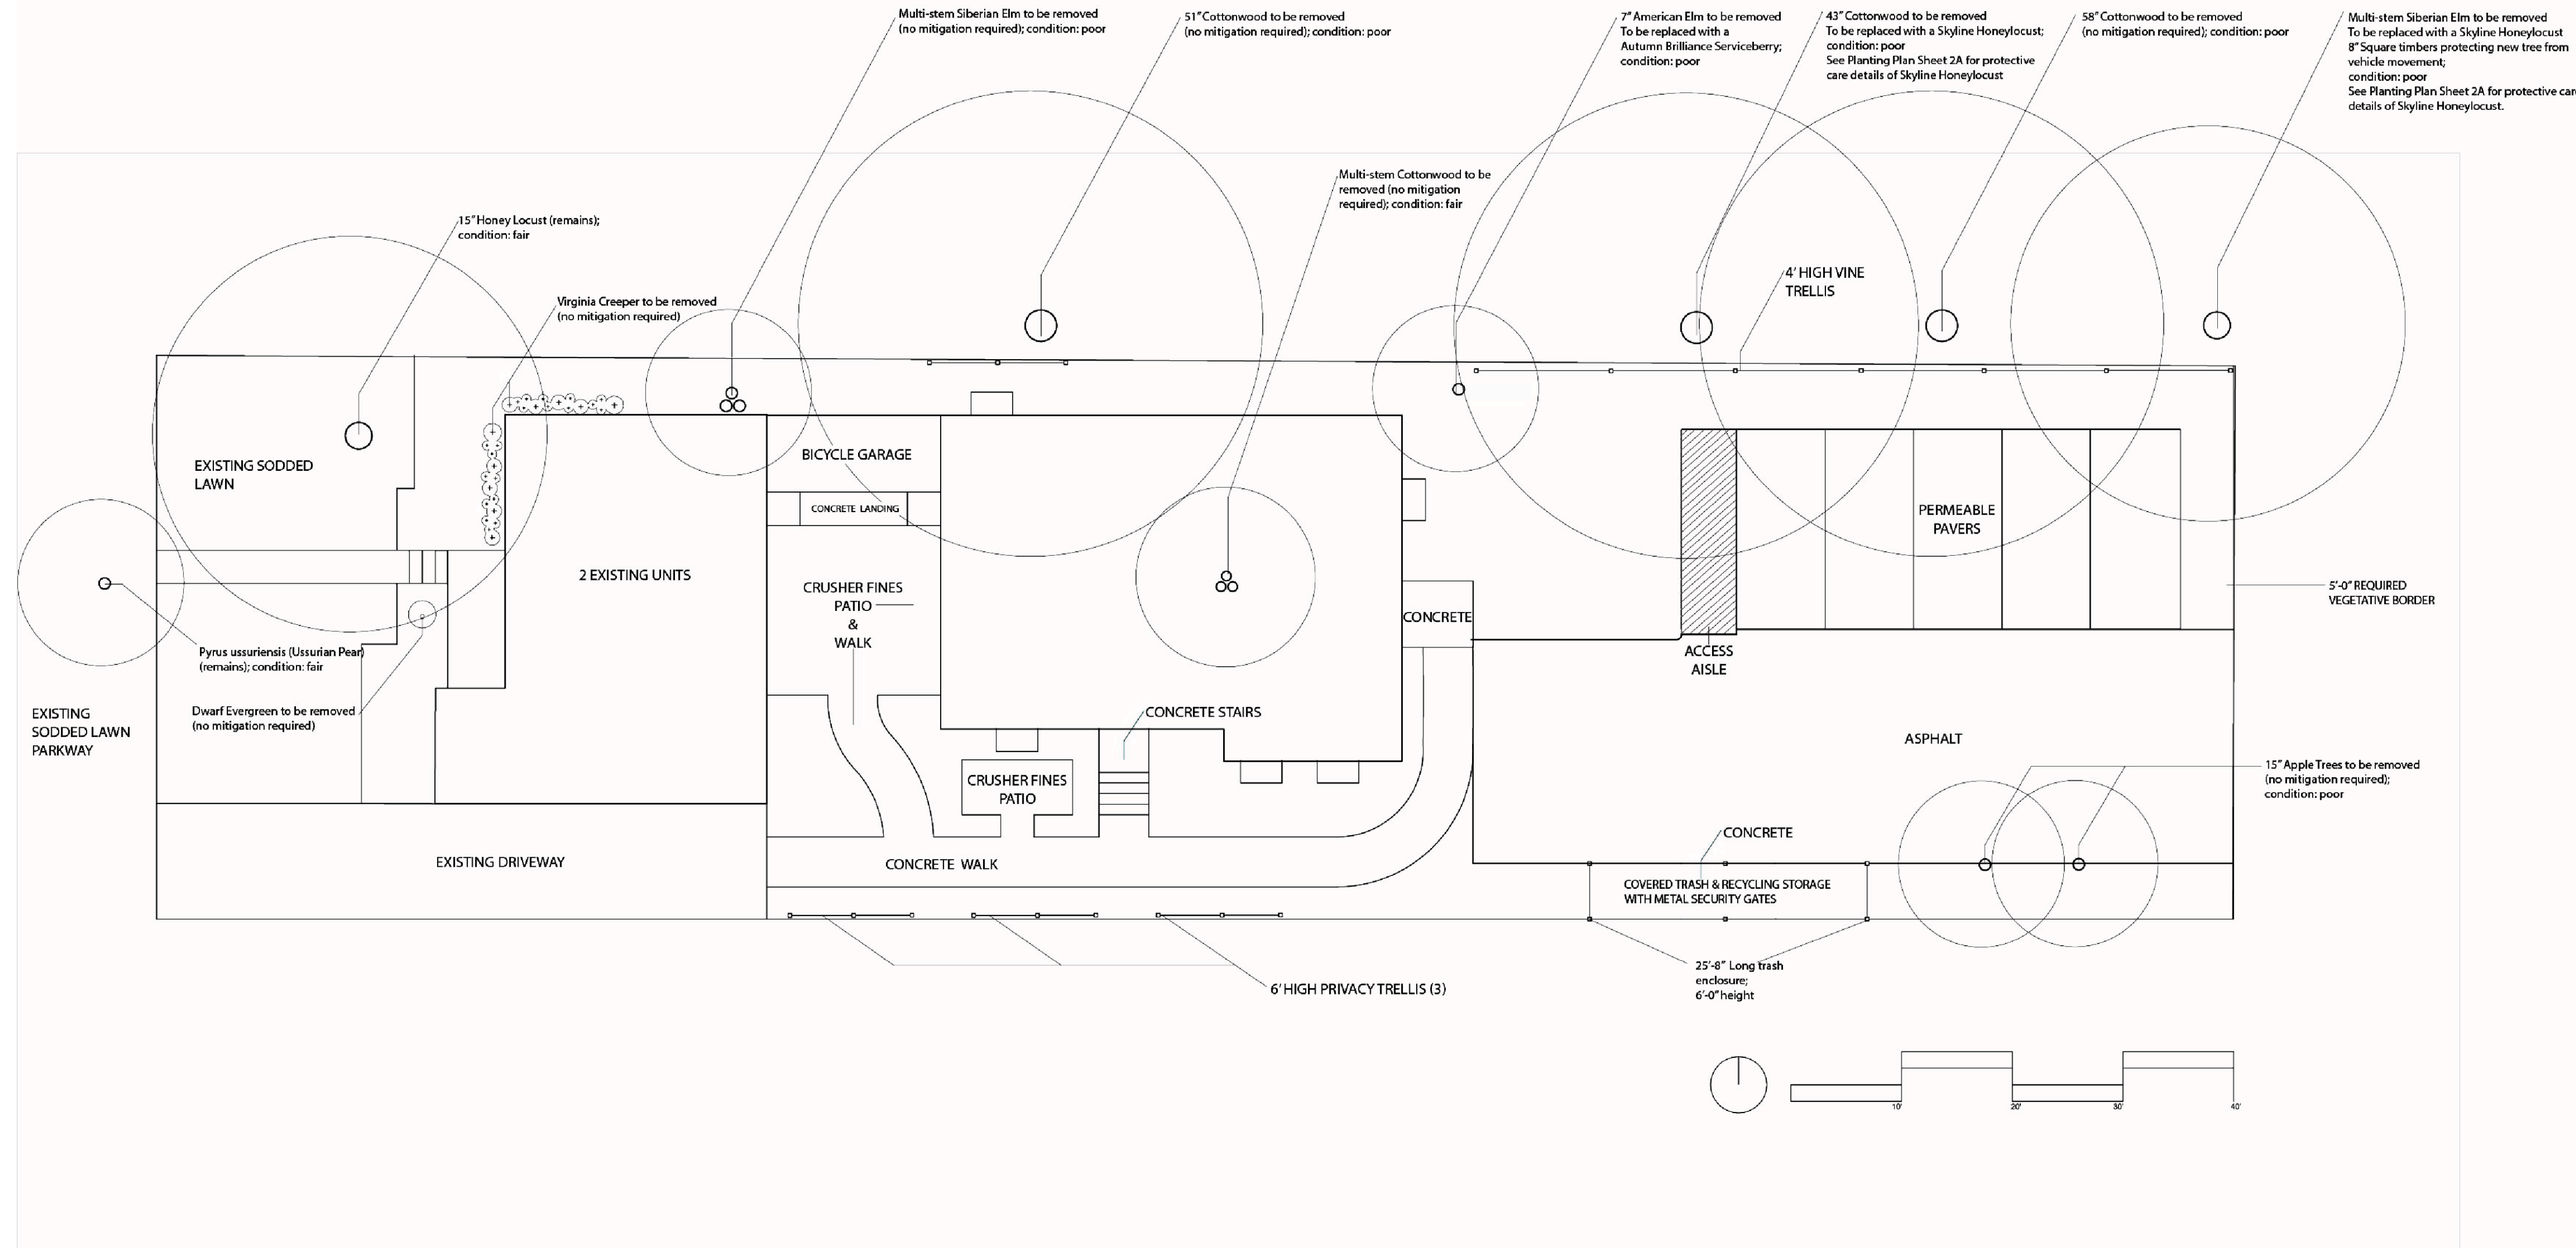 Multi-stem Siberian Elm to be removed
(no mitigation required); condition: poor
51" Cottonwood to be removed
(no mitigation required); condition: poor
7" American Elm to be removed
To be replaced with a
Autumn Brilliance Serviceberry;
condition: poor
43" Cottonwood to be removed
To be replaced with a Skyline Honeylocust;
condition: poor
See Planting Plan Sheet 2A for protective
care details of Skyline Honeylocust
58" Cottonwood to be removed
(no mitigation required); condition: poor
Multi-stem Siberian Elm to be removed
To be replaced with a Skyline Honeylocust
8" Square timbers protecting new tree from
vehicle movement;
condition: poor
See Planting Plan Sheet 2A for protective care
details of Skyline Honeylocust.
Multi-stem Cottonwood to be
removed (no mitigation
required); condition: fair
15" Honey Locust (remains);
condition: fair
4' HIGH VINE
TRELLIS
Virginia Creeper to be removed
(no mitigation required)
BICYCLE GARAGE
EXISTING SODDED
LAWN
CONCRETE LANDING
PERMEABLE
PAVERS
2 EXISTING UNITS
CRUSHER FINES
PATIO
&
WALK
CONCRETE
5'-0" REQUIRED
VEGETATIVE BORDER
ACCESS
AISLE
Pyrus ussuriensis (Ussurian Pear)
(remains); condition: fair
Dwarf Evergreen to be removed
(no mitigation required)
EXISTING
SODDED LAWN
PARKWAY
CONCRETE STAIRS
ASPHALT
15" Apple Trees to be removed
(no mitigation required);
condition: poor
CRUSHER FINES
PATIO
CONCRETE
EXISTING DRIVEWAY
CONCRETE WALK
COVERED TRASH & RECYCLING STORAGE
WITH METAL SECURITY GATES
25'-8" Long trash
enclosure;
6'-0" height
6' HIGH PRIVACY TRELLIS (3)
10' 20' 30' 40'